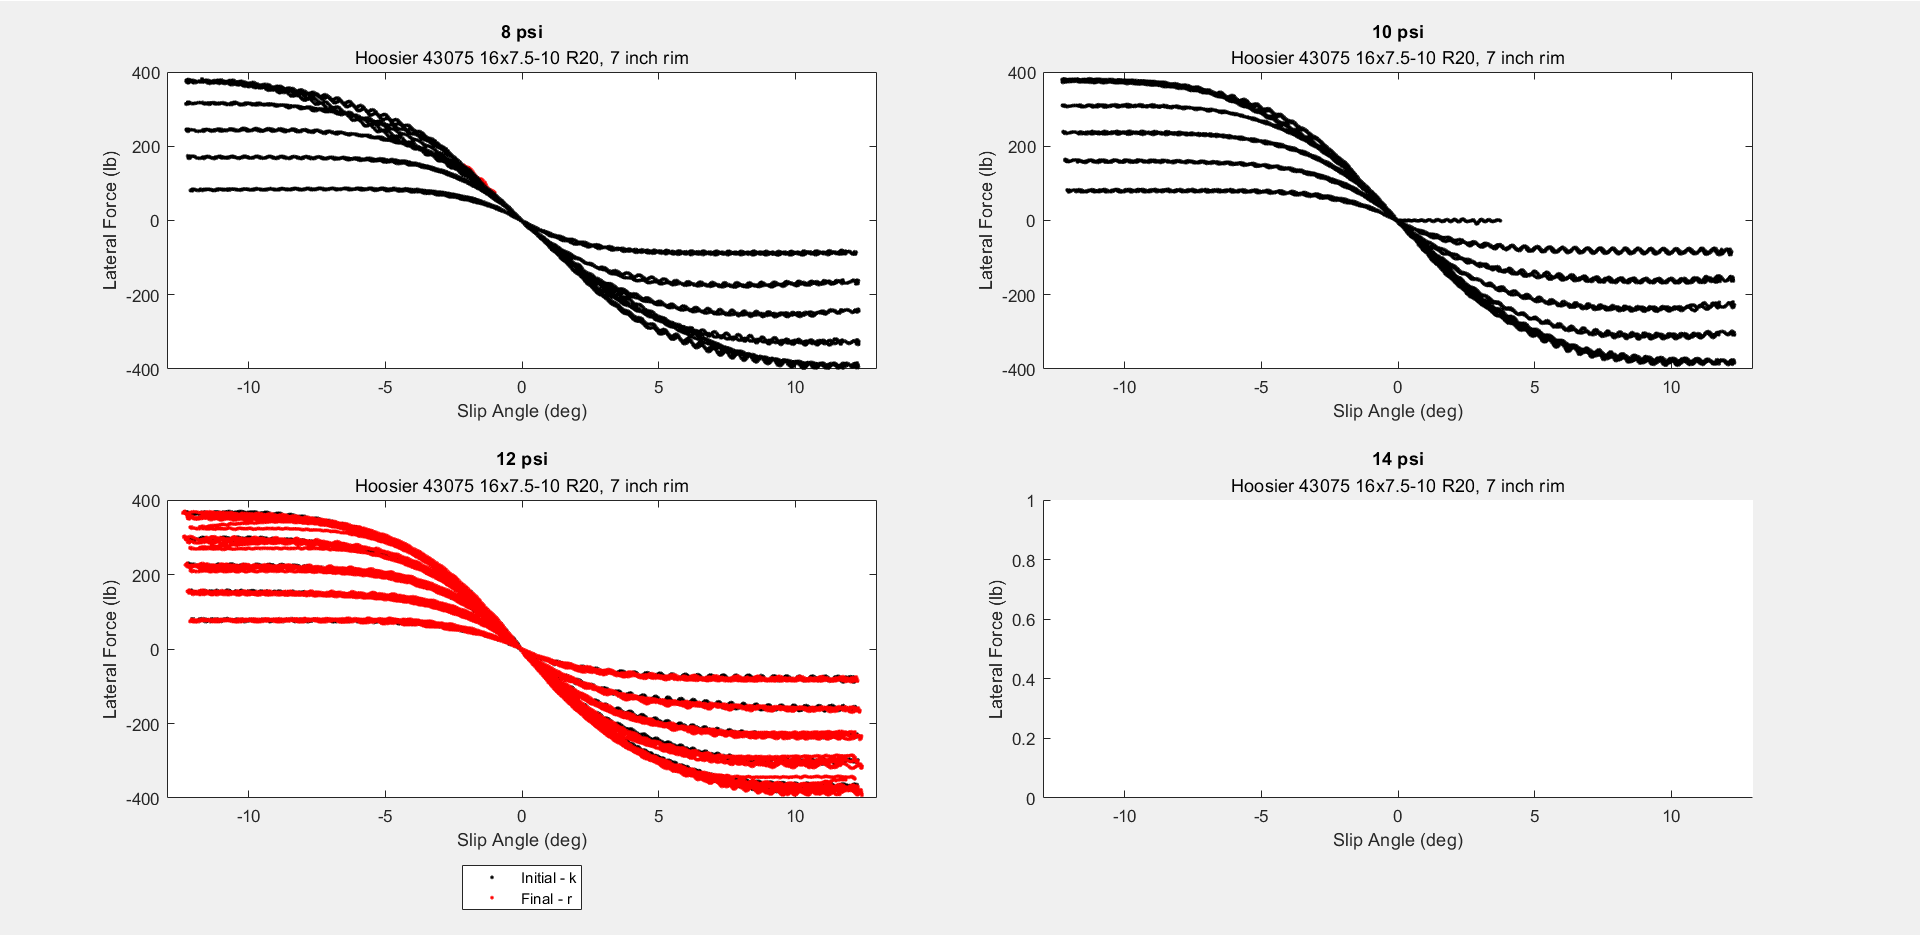 8 psi
Hoosier 43075 16x7.5-10 R20, 7 inch rim
400
200
0
-200
-400
Lateral Force (lb)
-10 -5 0 5 10
Slip Angle (deg)
10 psi
Hoosier 43075 16x7.5-10 R20, 7 inch rim
400
200
0
-200
-400
Lateral Force (lb)
-10 -5 0 5 10
Slip Angle (deg)
12 psi
Hoosier 43075 16x7.5-10 R20, 7 inch rim
400
200
0
-200
-400
Lateral Force (lb)
-10 -5 0 5 10
Slip Angle (deg)
Initial - k
Final - r
14 psi
Hoosier 43075 16x7.5-10 R20, 7 inch rim
1
0.8
0.6
0.4
0.2
0
Lateral Force (lb)
-10 -5 0 5 10
Slip Angle (deg)